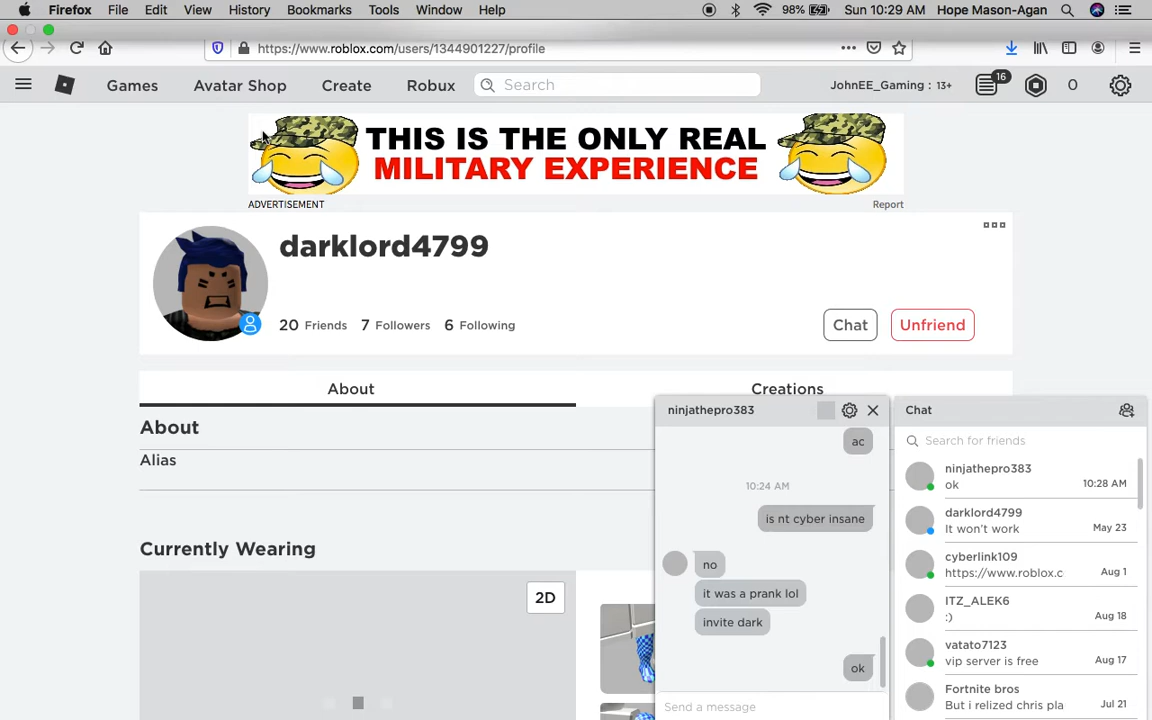 Firefox File Edit View History Bookmarks Tools Window Help 98% Sun 10:29 AM Hope Mason-Agan
https://www.roblox.com/users/1344901227/profile
Games Avatar Shop Create Robux Search JohnEE_Gaming : 13+ 16 0
THIS IS THE ONLY REAL
MILITARY EXPERIENCE
ADVERTISEMENT Report
darklord4799
20 Friends 7 Followers 6 Following Chat Unfriend
About Creations
About
Alias
Currently Wearing
2D
ninjathepro383
ac
10:24 AM
is nt cyber insane
no
it was a prank lol
invite dark
ok
Send a message
Chat
Search for friends
ninjathepro383
ok 10:28 AM
darklord4799
It won't work May 23
cyberlink109
https://www.roblox.c Aug 1
ITZ_ALEK6
:) Aug 18
vatato7123
vip server is free Aug 17
Fortnite bros
But i relized chris pla Jul 21